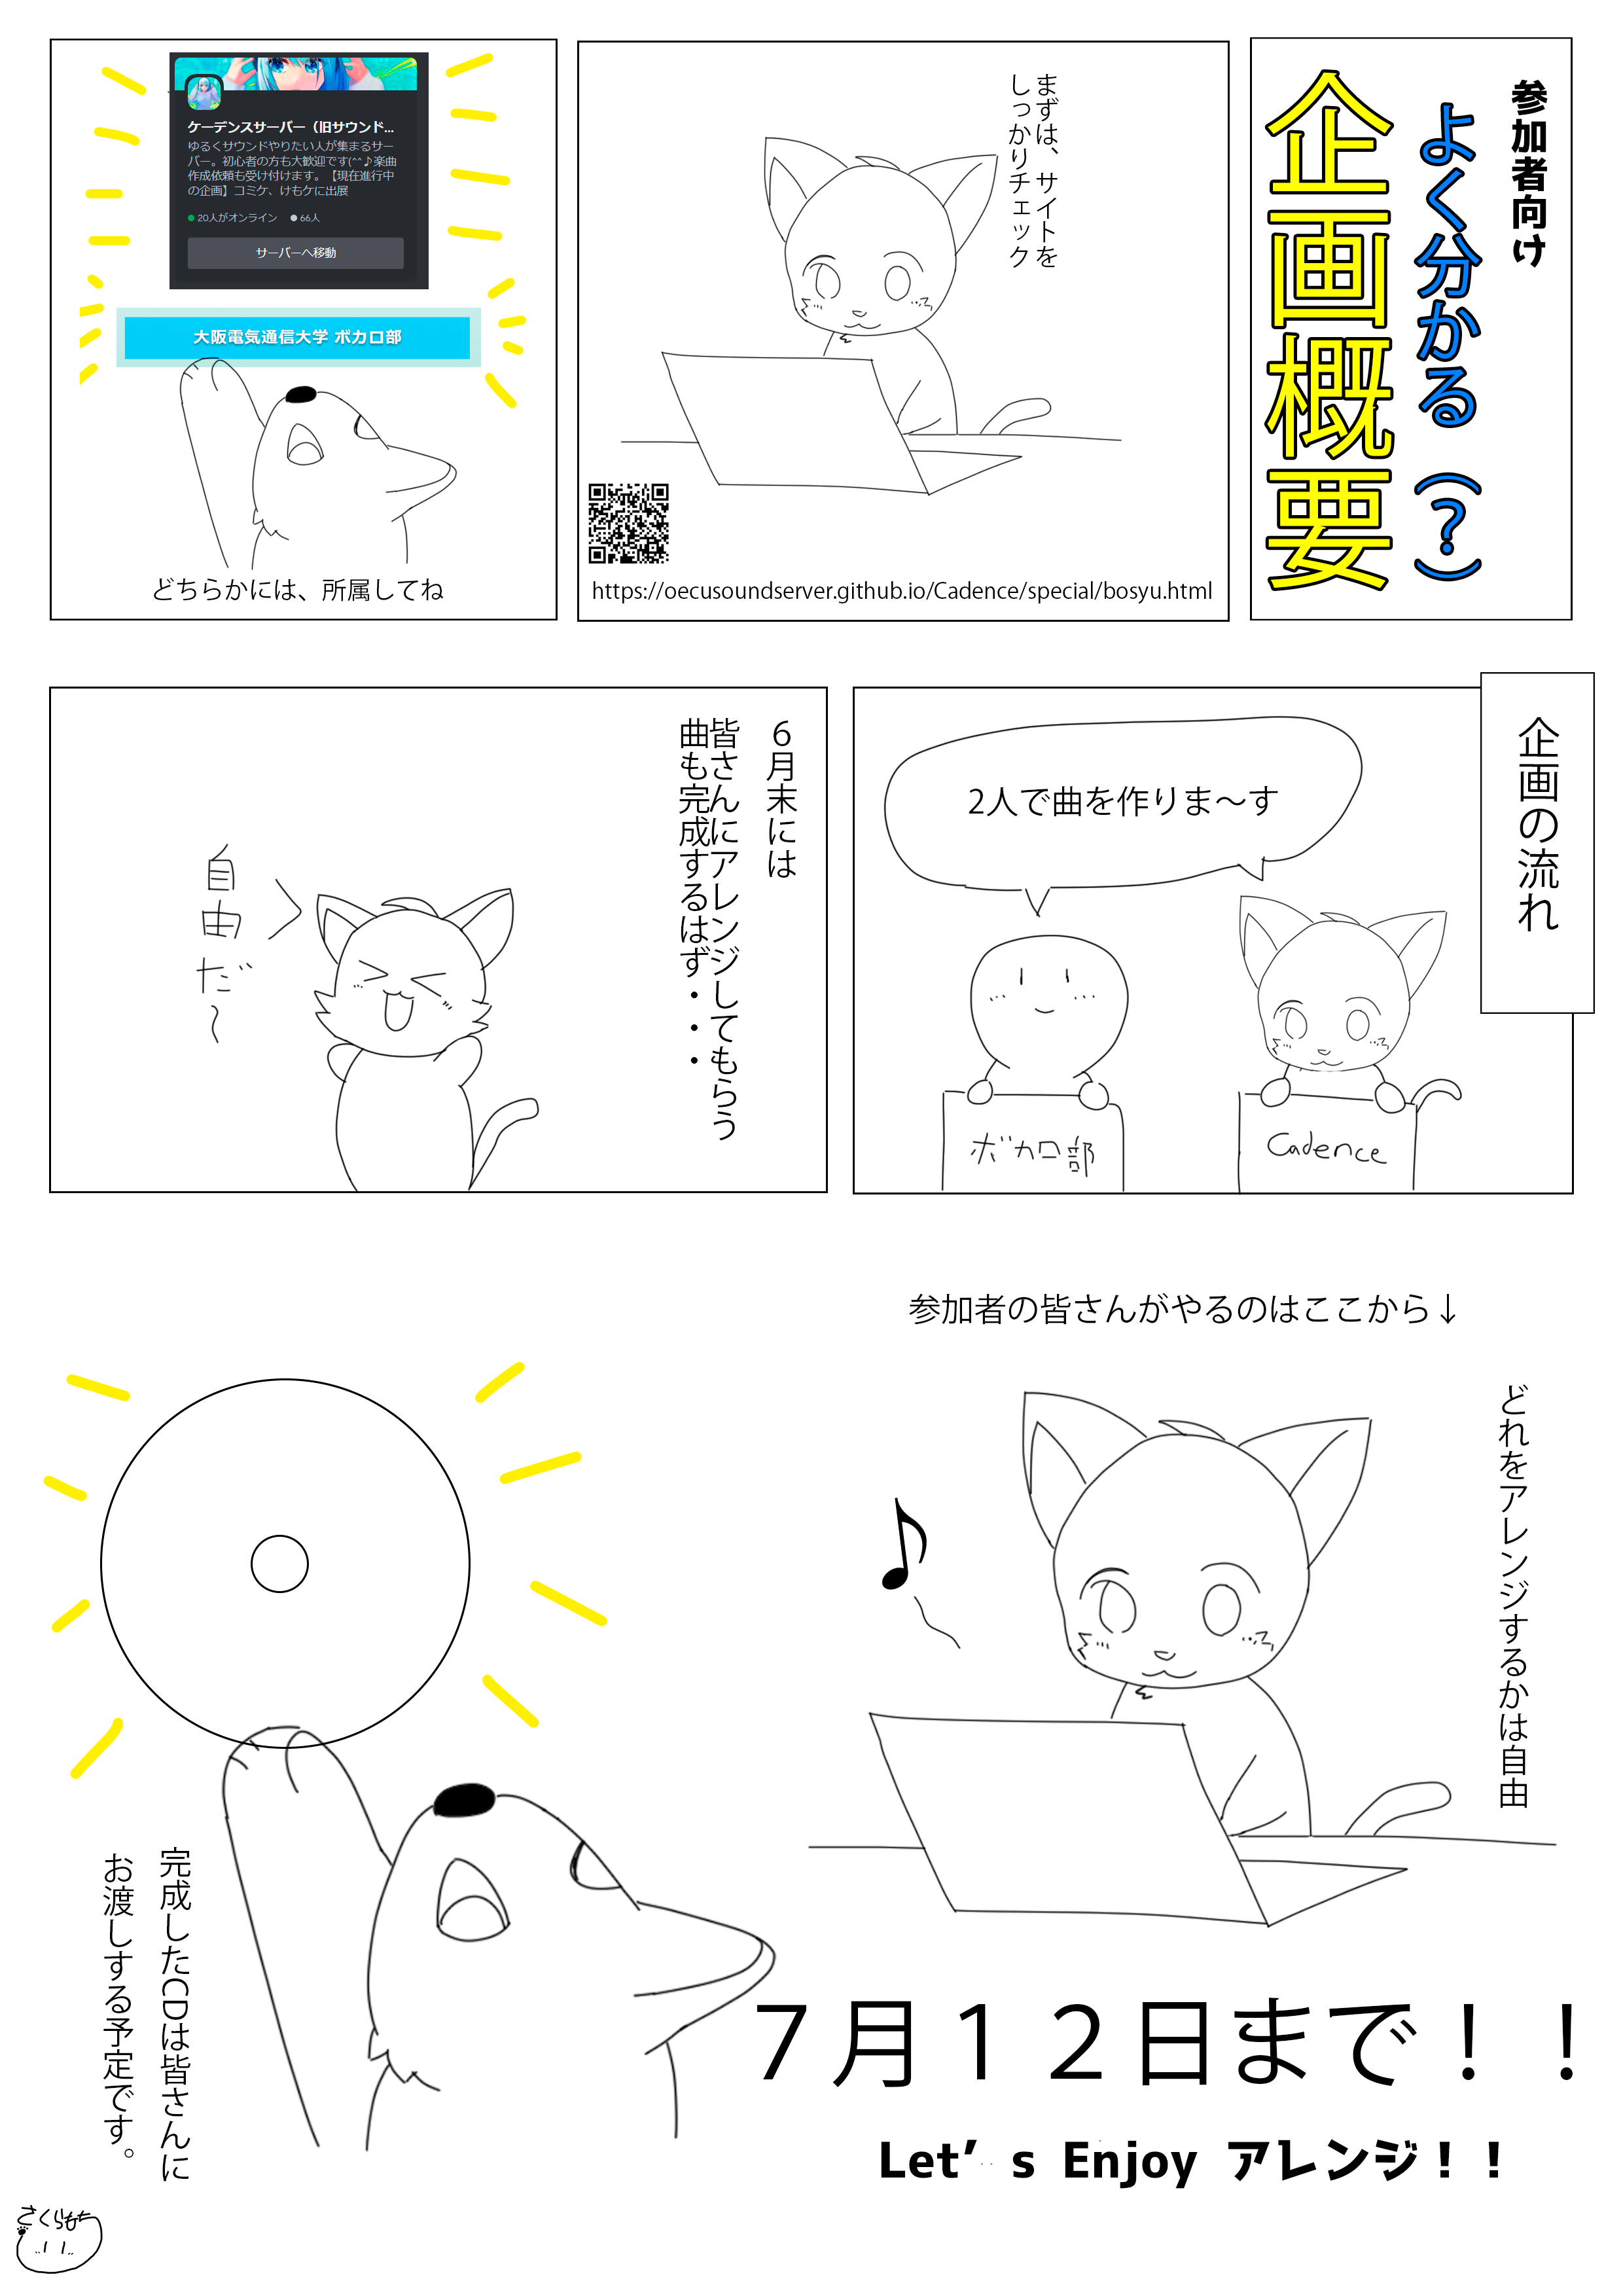 参加者向け
よく分かる（？）
企画概要
まずは、サイトを
しっかりチェック
https://oecusoundserver.github.io/Cadence/special/bosyu.html
ケーデンスサーバー（旧サウンド...
ゆるくサウンドやりたい人が集まるサー
バー。初心者の方も大歓迎です(^^♪楽曲
作成依頼も受け付けます。【現在進行中
の企画】コミケ、けもケに出展
20人がオンライン 66人
サーバーへ移動
大阪電気通信大学 ボカロ部
どちらかには、所属してね
企画の流れ
2人で曲を作りま～す
ボカロ部
Cadence
６月末には
皆さんにアレンジしてもらう
曲も完成するはず・・・
自由だ～
参加者の皆さんがやるのはここから↓
どれをアレンジするかは自由
７月１２日まで！！
Let’s Enjoy アレンジ！！
完成したCDは皆さんに
お渡しする予定です。
さくらもち